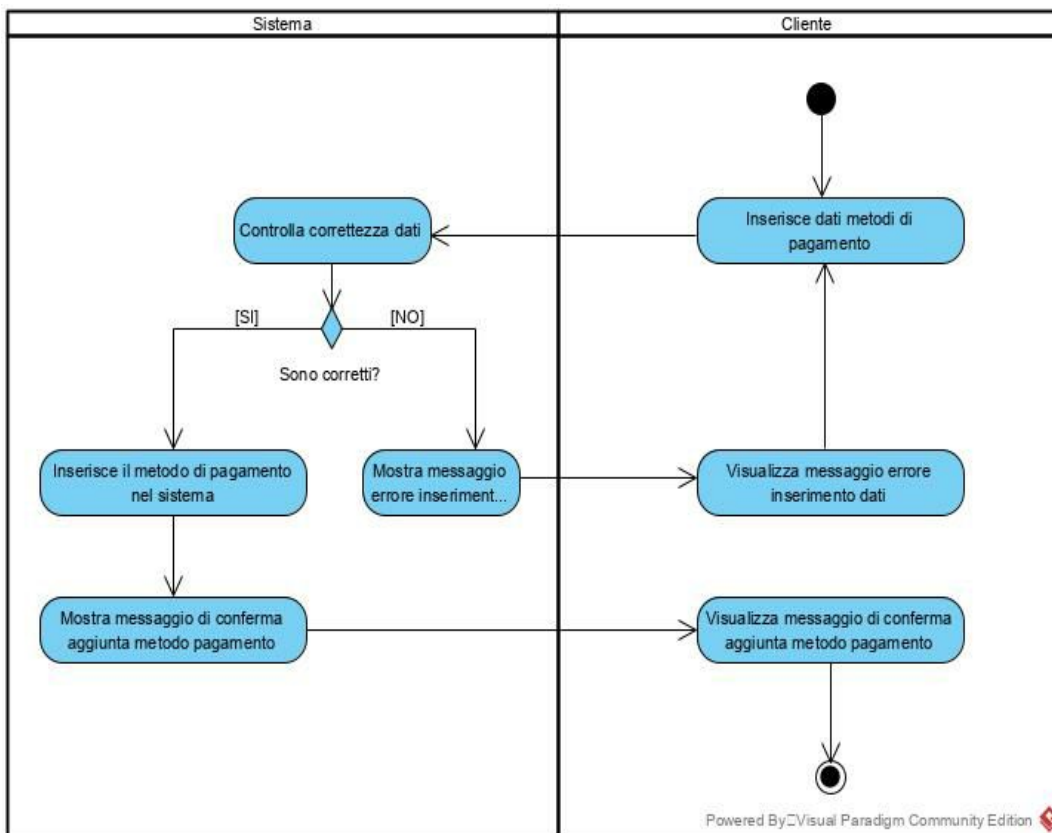 Sistema
Cliente
Inserisce dati metodi di
pagamento
Controlla correttezza dati
[SI]
[NO]
Sono corretti?
Inserisce il metodo di pagamento
nel sistema
Mostra messaggio
errore inseriment...
Visualizza messaggio errore
inserimento dati
Mostra messaggio di conferma
aggiunta metodo pagamento
Visualizza messaggio di conferma
aggiunta metodo pagamento
Powered By Visual Paradigm Community Edition